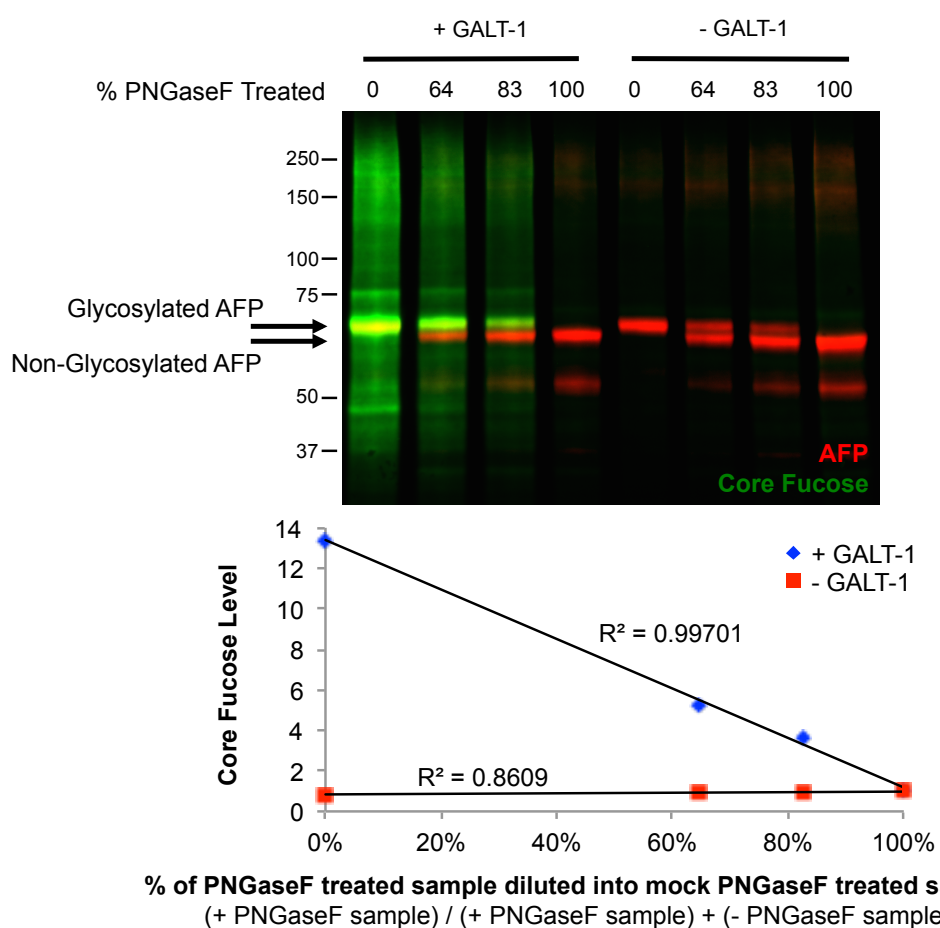 + GALT-1 - GALT-1
% PNGaseF Treated 0 64 83 100 0 64 83 100
250
150
100
75
Glycosylated AFP
Non-Glycosylated AFP
50
37
AFP
Core Fucose
14
12
10
8
6
4
2
0
Core Fucose Level
+ GALT-1
- GALT-1
R² = 0.99701
R² = 0.8609
0% 20% 40% 60% 80% 100%
% of PNGaseF treated sample diluted into mock PNGaseF treated s
(+ PNGaseF sample) / (+ PNGaseF sample) + (- PNGaseF sample